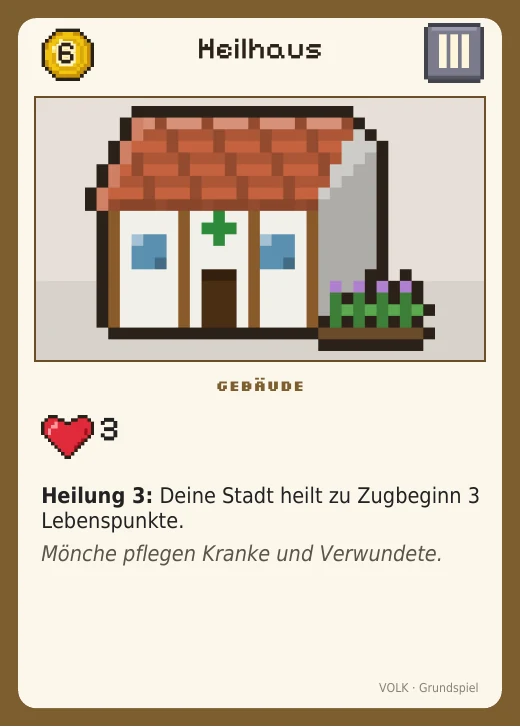 6
Heilhaus
III
GEBÄUDE
3
Heilung 3: Deine Stadt heilt zu Zugbeginn 3
Lebenspunkte.
Mönche pflegen Kranke und Verwundete.
VOLK · Grundspiel